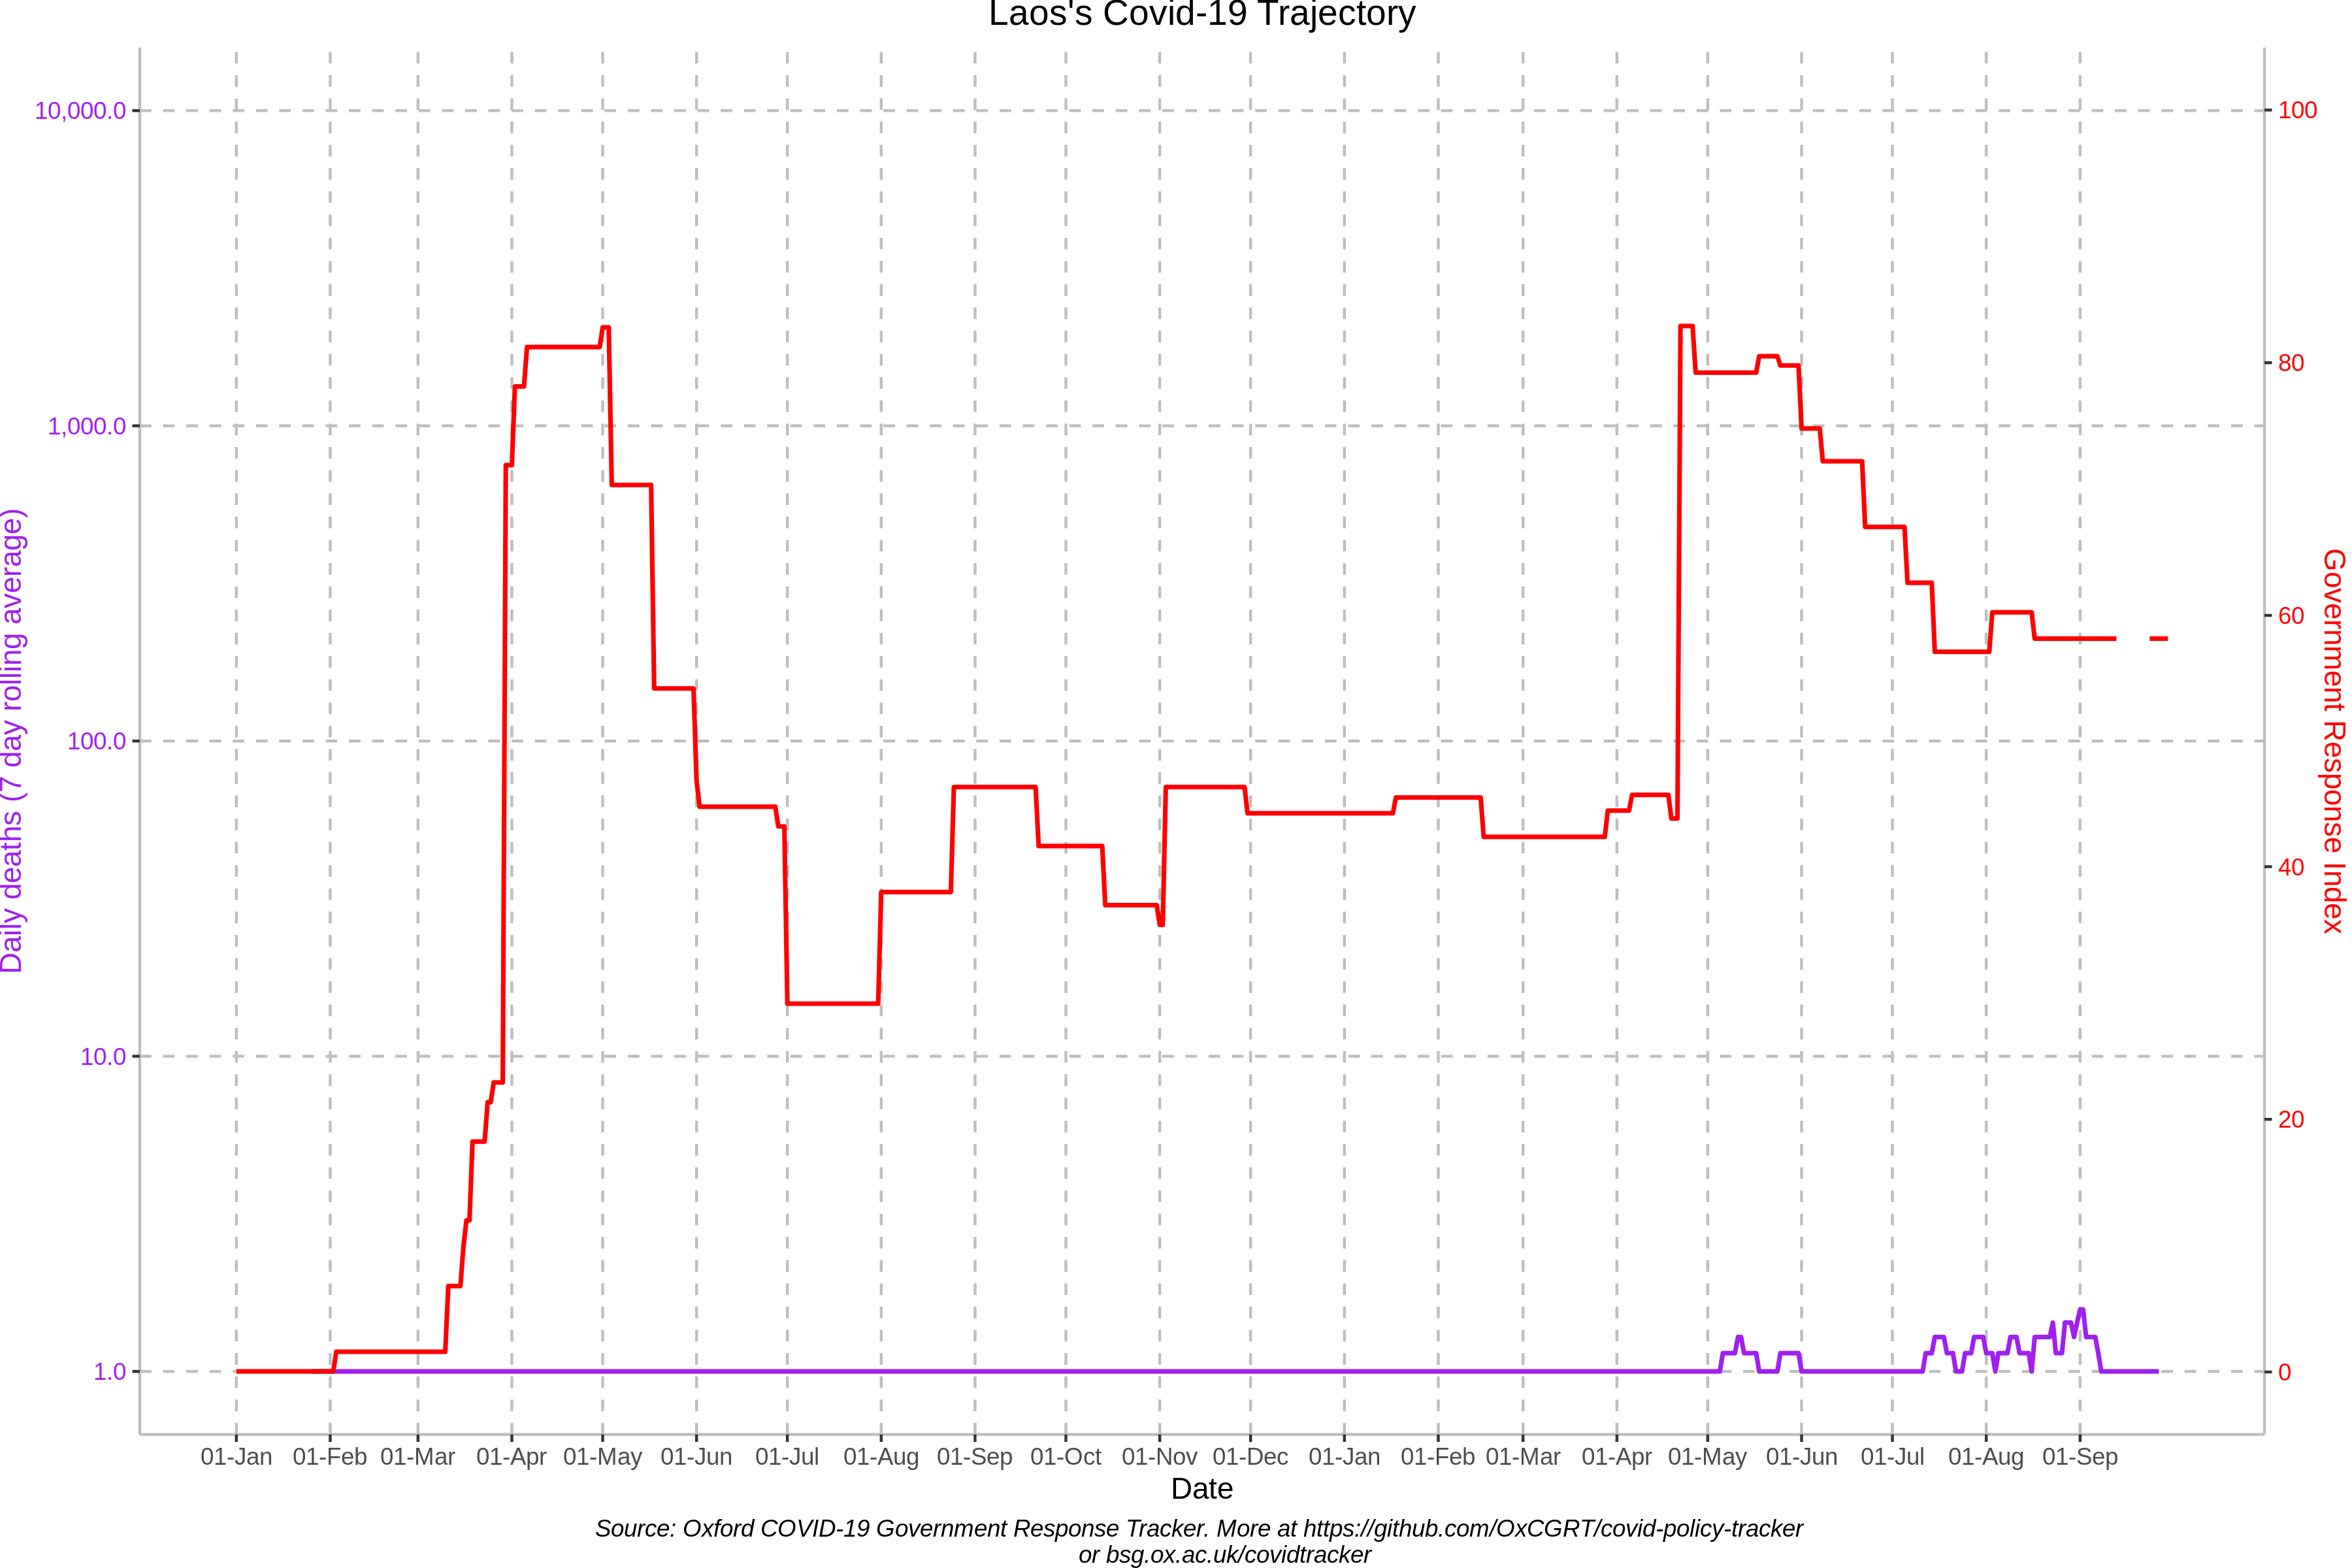 Laos's Covid-19 Trajectory
10,000.0
1,000.0
100.0
10.0
1.0
Daily deaths (7 day rolling average)
100
80
60
40
20
0
Government Response Index
01-Jan 01-Feb 01-Mar 01-Apr 01-May 01-Jun 01-Jul 01-Aug 01-Sep 01-Oct 01-Nov 01-Dec 01-Jan 01-Feb 01-Mar 01-Apr 01-May 01-Jun 01-Jul 01-Aug 01-Sep
Date
Source: Oxford COVID-19 Government Response Tracker. More at https://github.com/OxCGRT/covid-policy-tracker
or bsg.ox.ac.uk/covidtracker